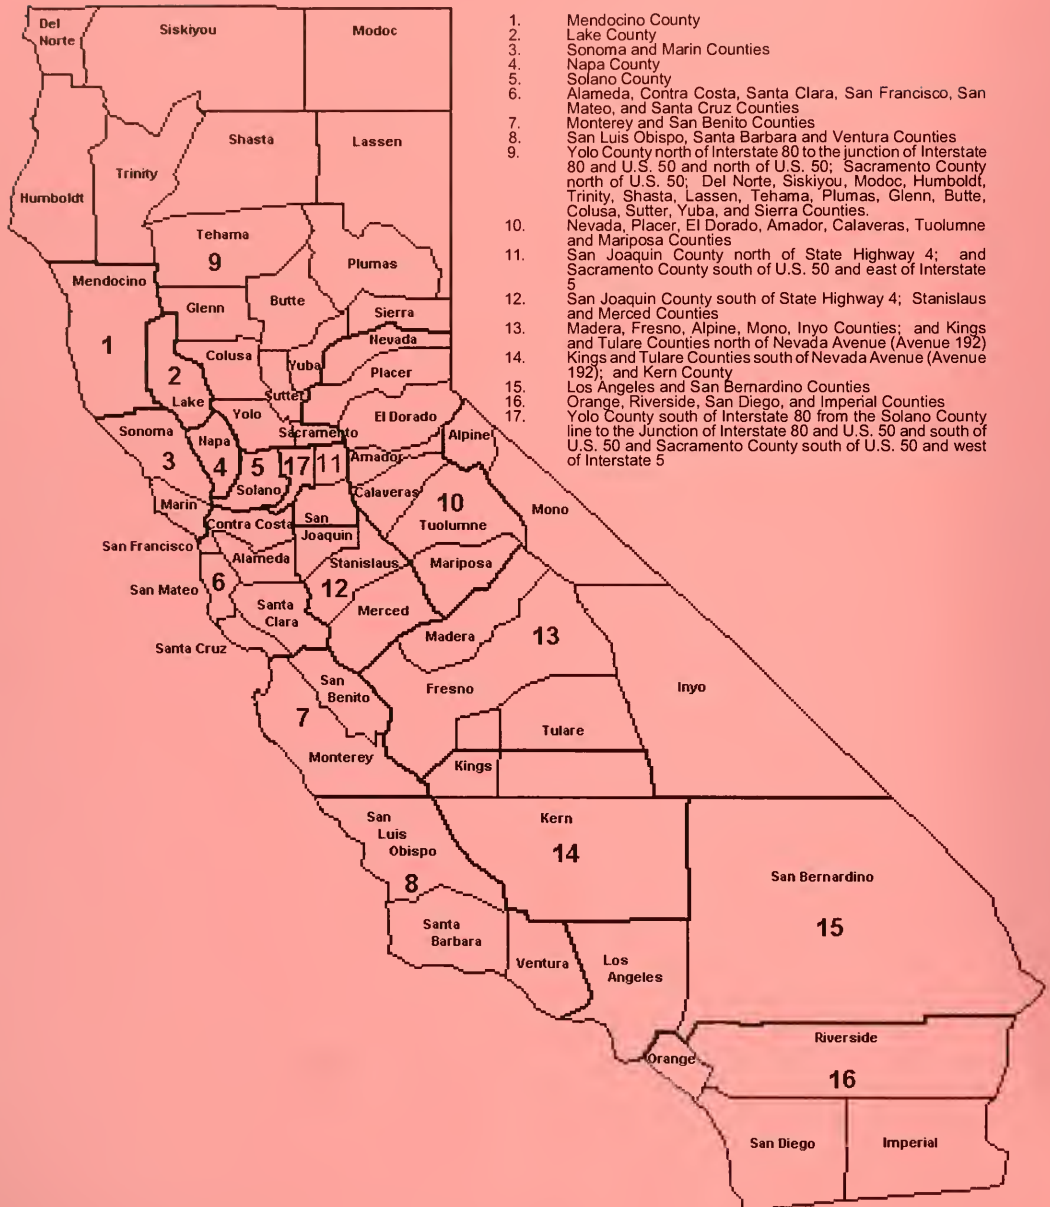 1. Mendocino County
2. Lake County
3. Sonoma and Marin Counties
4. Napa County
5. Solano County
6. Alameda, Contra Costa, Santa Clara, San Francisco, San
Mateo, and Santa Cruz Counties
7. Monterey and San Benito Counties
8. San Luis Obispo, Santa Barbara and Ventura Counties
9. Yolo County north of Interstate 80 to the junction of Interstate
80 and U.S. 50 and north of U.S. 50; Sacramento County
north of U.S. 50; Del Norte, Siskiyou, Modoc, Humboldt,
Trinity, Shasta, Lassen, Tehama, Plumas, Glenn, Butte,
Colusa, Sutter, Yuba, and Sierra Counties.
10. Nevada, Placer, El Dorado, Amador, Calaveras, Tuolumne
and Mariposa Counties
11. San Joaquin County north of State Highway 4; and
Sacramento County south of U.S. 50 and east of Interstate
5
12. San Joaquin County south of State Highway 4; Stanislaus
and Merced Counties
13. Madera, Fresno, Alpine, Mono, Inyo Counties; and Kings
and Tulare Counties north of Nevada Avenue (Avenue 192)
14. Kings and Tulare Counties south of Nevada Avenue (Avenue
192); and Kern County
15. Los Angeles and San Bernardino Counties
16. Orange, Riverside, San Diego, and Imperial Counties
17. Yolo County south of Interstate 80 from the Solano County
line to the Junction of Interstate 80 and U.S. 50 and south of
U.S. 50 and Sacramento County south of U.S. 50 and west
of Interstate 5
Del
Norte
Siskiyou
Modoc
Shasta
Lassen
Trinity
Humboldt
Tehama
9
Plumas
Mendocino
Glenn
Butte
Sierra
1
Nevada
Colusa
Yuba
Placer
2
Lake
Sutter
Yolo
El Dorado
Sonoma
Napa
Sacramento
Alpine
3
4
5
17
11
Amador
Solano
Calaveras
10
Marin
Contra Costa
San
Joaquin
Tuolumne
Mono
San Francisco
Alameda
Stanislaus
Mariposa
San Mateo
6
12
Santa
Clara
Merced
Madera
13
Santa Cruz
San
Benito
Fresno
Inyo
7
Tulare
Monterey
Kings
San
Luis
Obispo
Kern
14
8
San Bernardino
15
Santa
Barbara
Ventura
Los
Angeles
Riverside
Orange
16
San Diego
Imperial